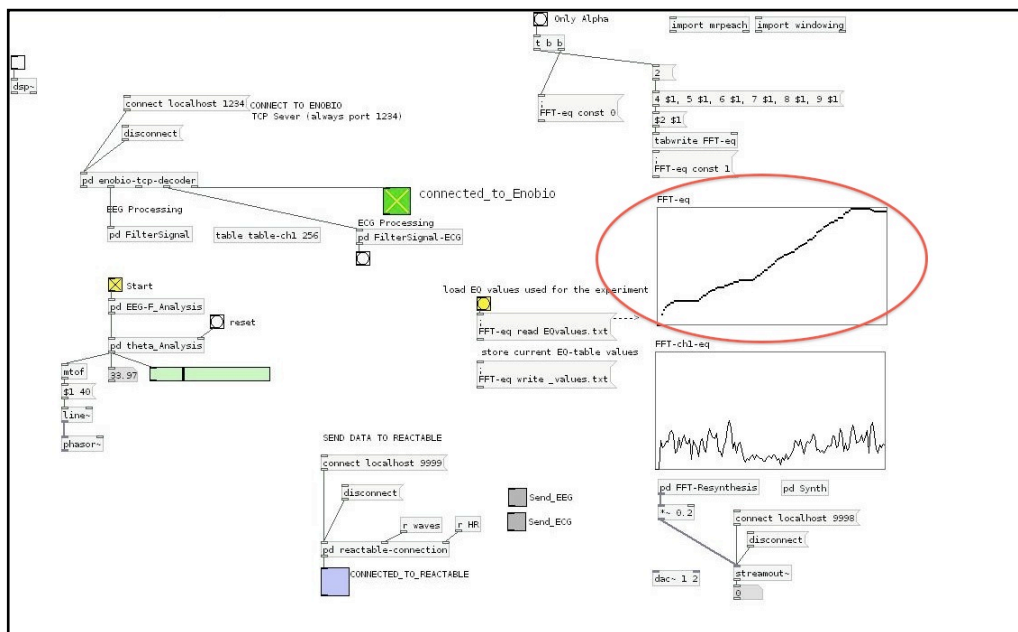 Only Alpha
import mrpeach
import windowing
t b b
dsp~
2
connect localhost 1234
CONNECT TO ENOBIO
TCP Sever (always port 1234)
4 $1, 5 $1, 6 $1, 7 $1, 8 $1, 9 $1
;
FFT-eq const 0
$2 $1
disconnect
tabwrite FFT-eq
;
FFT-eq const 1
pd enobio-tcp-decoder
connected_to_Enobio
FFT-eq
EEG Processing
ECG Processing
pd FilterSignal
table table-ch1 256
pd FilterSignal-ECG
Start
load EQ values used for the experiment
pd EEG-F_Analysis
reset
;
FFT-eq read EQvalues.txt
pd theta_Analysis
store current EQ-table values
FFT-ch1-eq
mtof
33.97
;
FFT-eq write _values.txt
$1 40
line~
phasor~
SEND DATA TO REACTABLE
connect localhost 9999
pd FFT-Resynthesis
pd Synth
disconnect
Send_EEG
*~ 0.2
connect localhost 9998
r waves
r HR
Send_ECG
disconnect
pd reactable-connection
CONNECTED_TO_REACTABLE
dac~ 1 2
streamout~
0